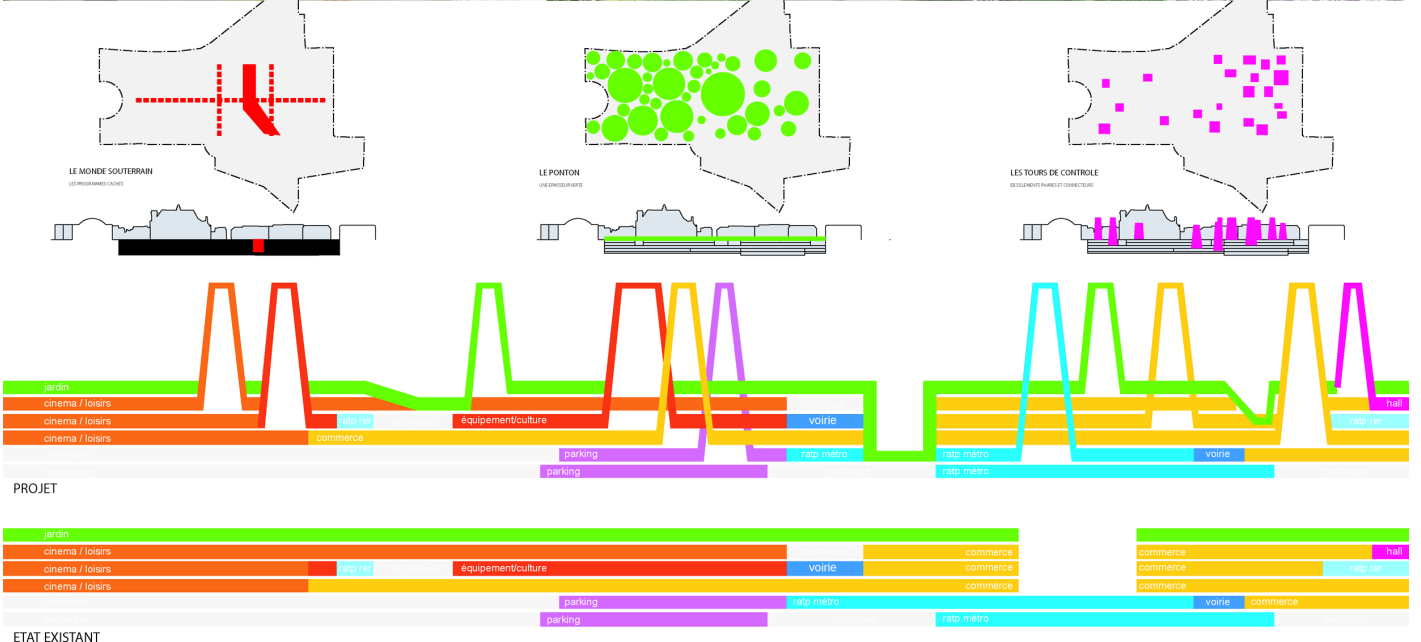 LE MONDE SOUTERRAIN
LES PROGRAMMES CACHES
LE PONTON
UNE EPAISSEUR VERTE
LES TOURS DE CONTROLE
DES ELEMENTS PHARES ET CONNECTEURS
jardin
cinema / loisirs
hall
cinema / loisirs
ratp rer
équipement/culture
voirie
ratp rer
cinema / loisirs
commerce
parking
ratp métro
ratp métro
voirie
parking
ratp métro
PROJET
jardin
cinema / loisirs
commerce
commerce
hall
cinema / loisirs
ratp rer
équipement/culture
voirie
commerce
commerce
ratp rer
cinema / loisirs
commerce
commerce
parking
ratp métro
voirie
commerce
parking
ratp métro
ETAT EXISTANT